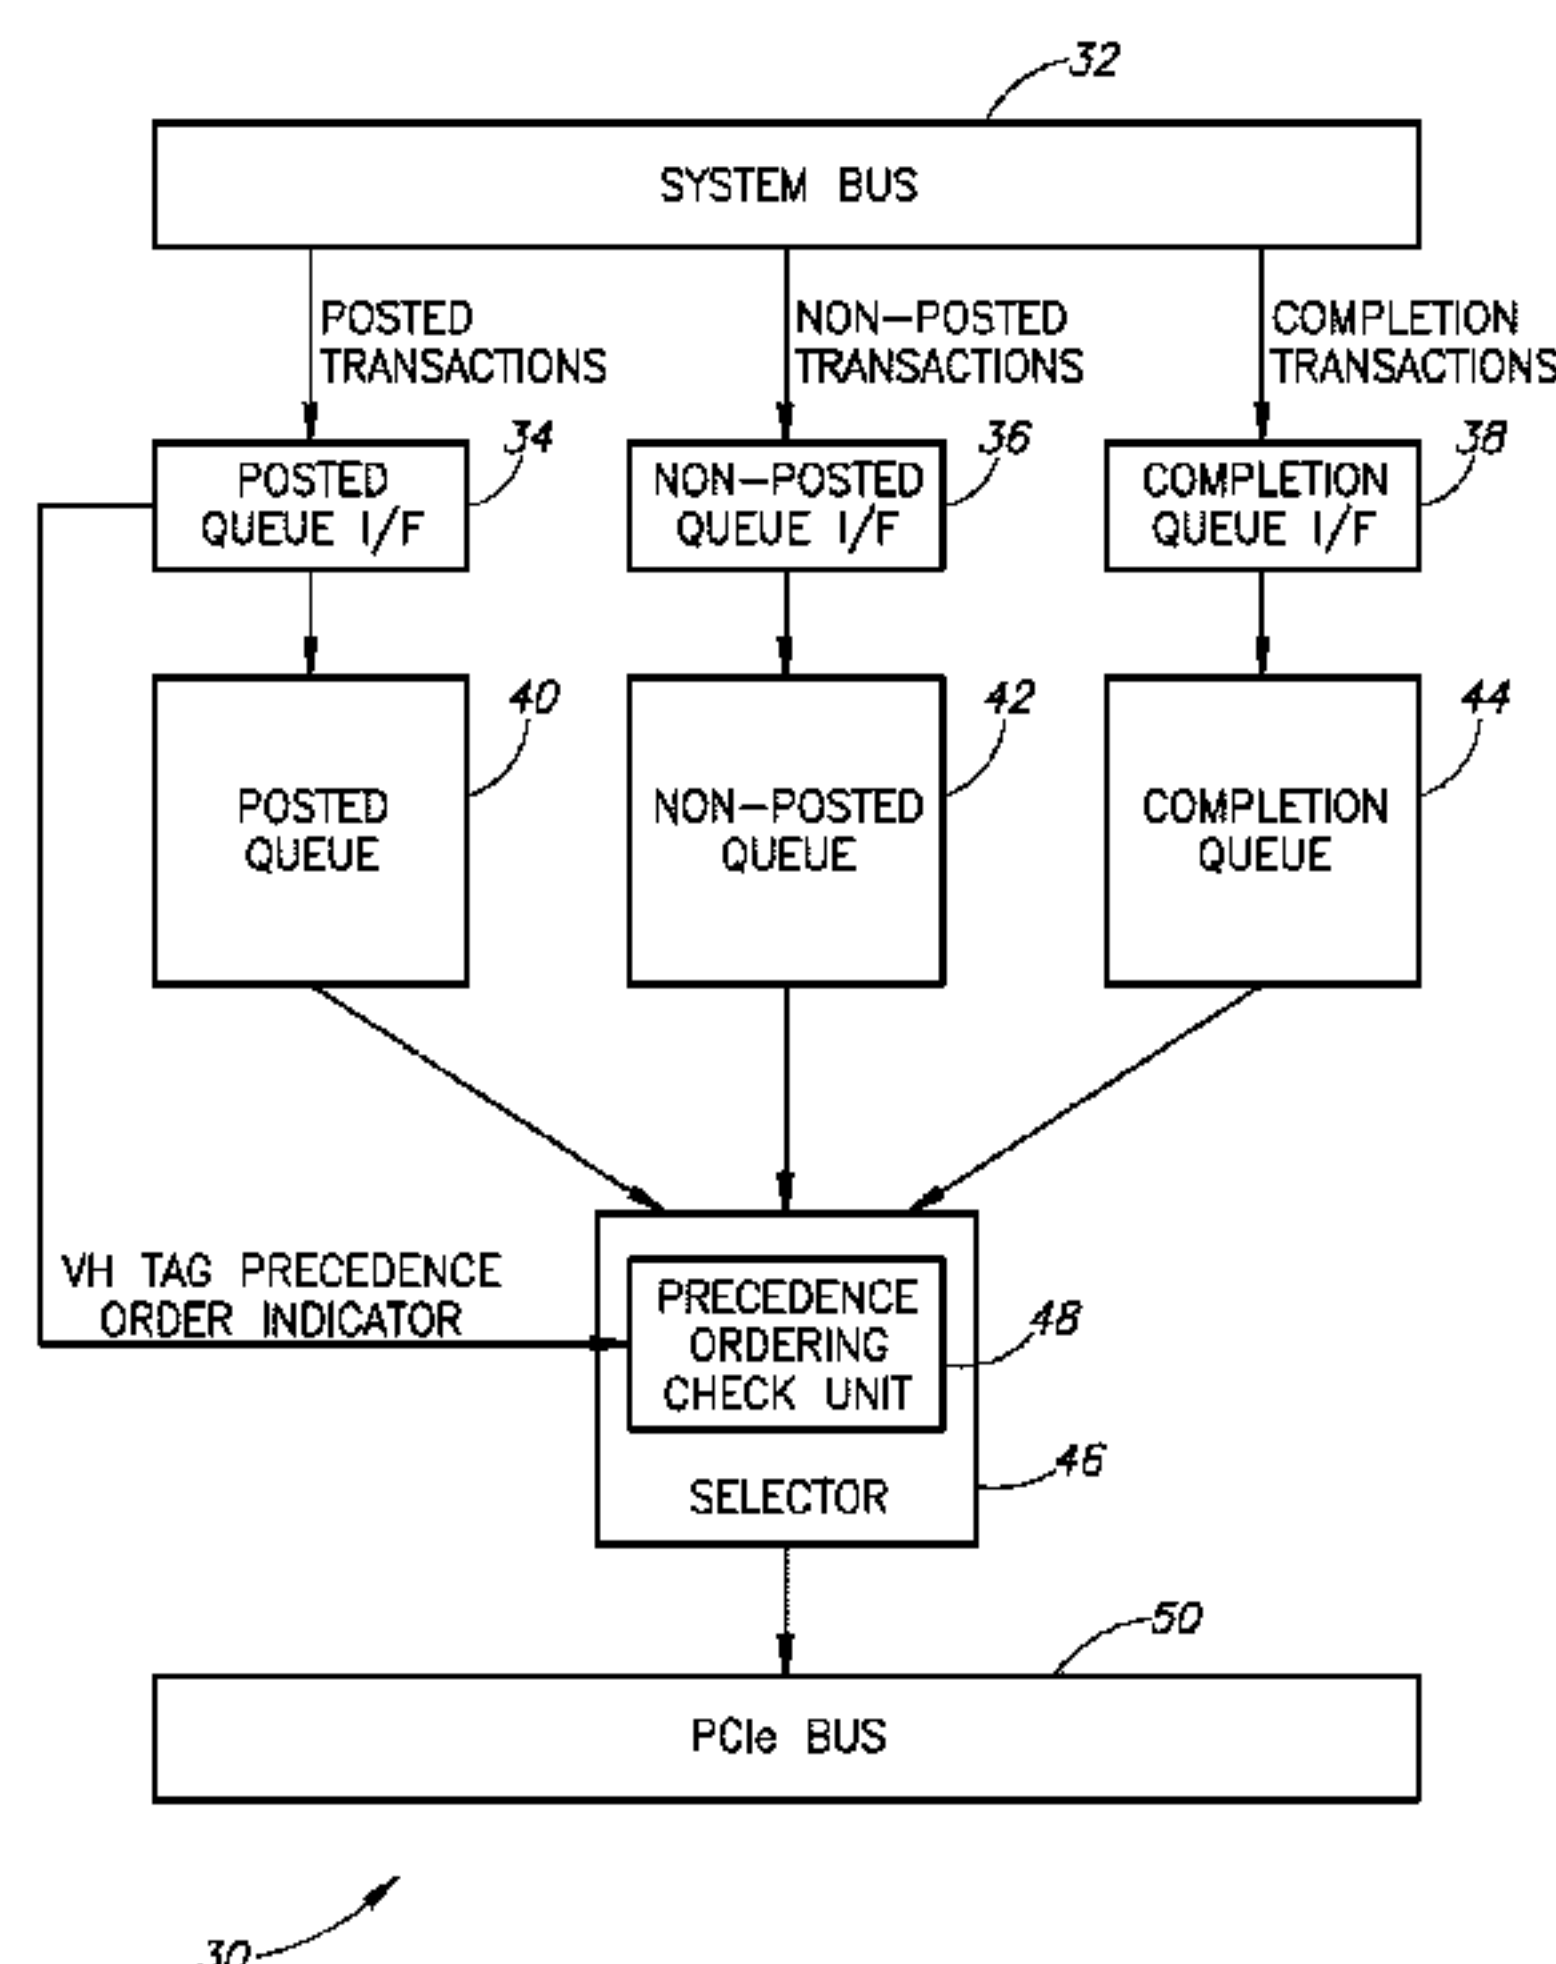 32
SYSTEM BUS
POSTED
TRANSACTIONS
NON-POSTED
TRANSACTIONS
COMPLETION
TRANSACTIONS
34
POSTED
QUEUE I/F
36
NON-POSTED
QUEUE I/F
38
COMPLETION
QUEUE I/F
40
POSTED
QUEUE
42
NON-POSTED
QUEUE
44
COMPLETION
QUEUE
VH TAG PRECEDENCE
ORDER INDICATOR
PRECEDENCE
ORDERING
CHECK UNIT
48
SELECTOR
46
50
PCIe BUS
30